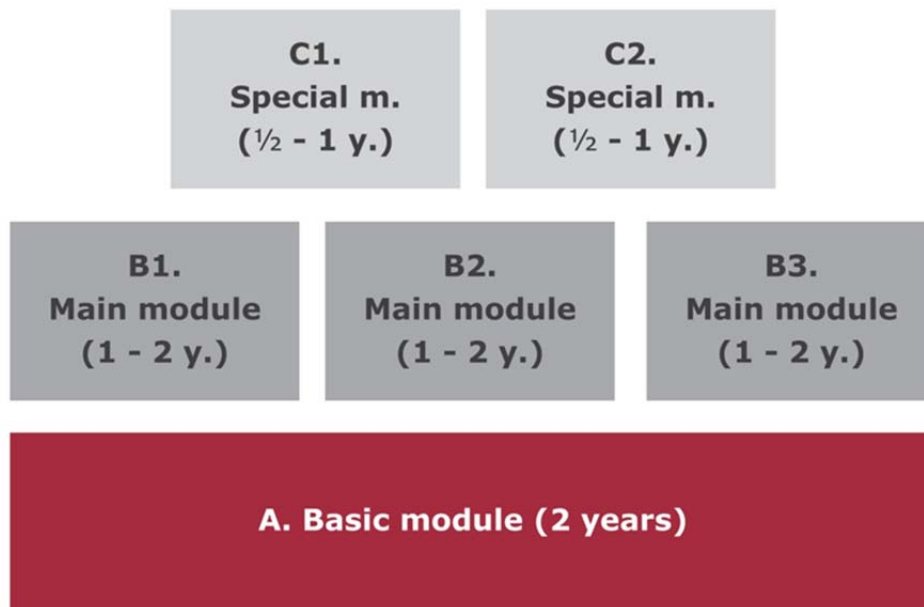 C1.
Special m.
(½ - 1 y.)
C2.
Special m.
(½ - 1 y.)
B1.
Main module
(1 - 2 y.)
B2.
Main module
(1 - 2 y.)
B3.
Main module
(1 - 2 y.)
A. Basic module (2 years)